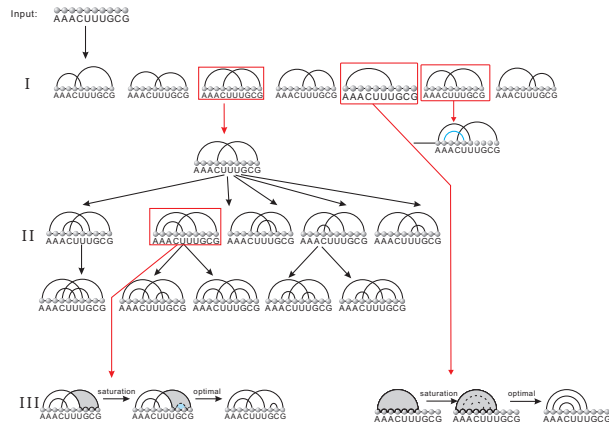 Input:
AAACUUUGCG
I
AAACUUUGCG AAACUUUGCG AAACUUUGCG AAACUUUGCG AAACUUUGCG AAACUUUGCG AAACUUUGCG
AAACUUUGCG
AAACUUUGCG
II
AAACUUUGCG AAACUUUGCG AAACUUUGCG AAACUUUGCG AAACUUUGCG
AAACUUUGCG AAACUUUGCG AAACUUUGCG AAACUUUGCG AAACUUUGCG
III
saturation optimal saturation optimal
AAACUUUGCG AAACUUUGCG AAACUUUGCG AAACUUUGCG AAACUUUGCG AAACUUUGCG